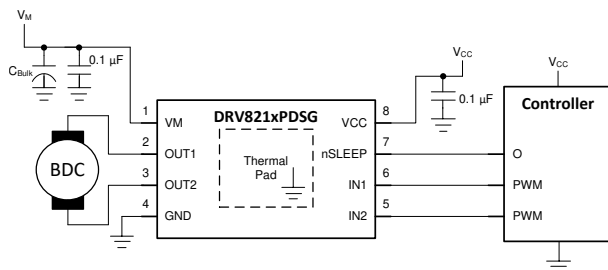 VM
CBulk
0.1 µF
VCC
0.1 µF
VCC
Controller
DRV821xPDSG
1 VM
VCC 8
2 OUT1
nSLEEP 7
O
BDC
Thermal
Pad
3 OUT2
IN1 6
PWM
4 GND
IN2 5
PWM